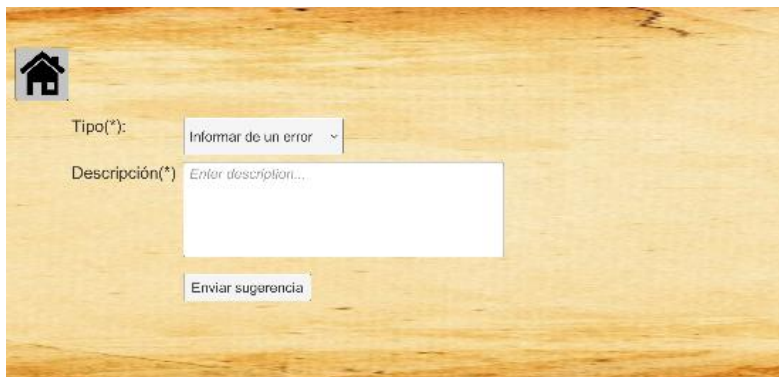 Tipo(*):
Informar de un error
Descripción(*)
Enter description...
Enviar sugerencia